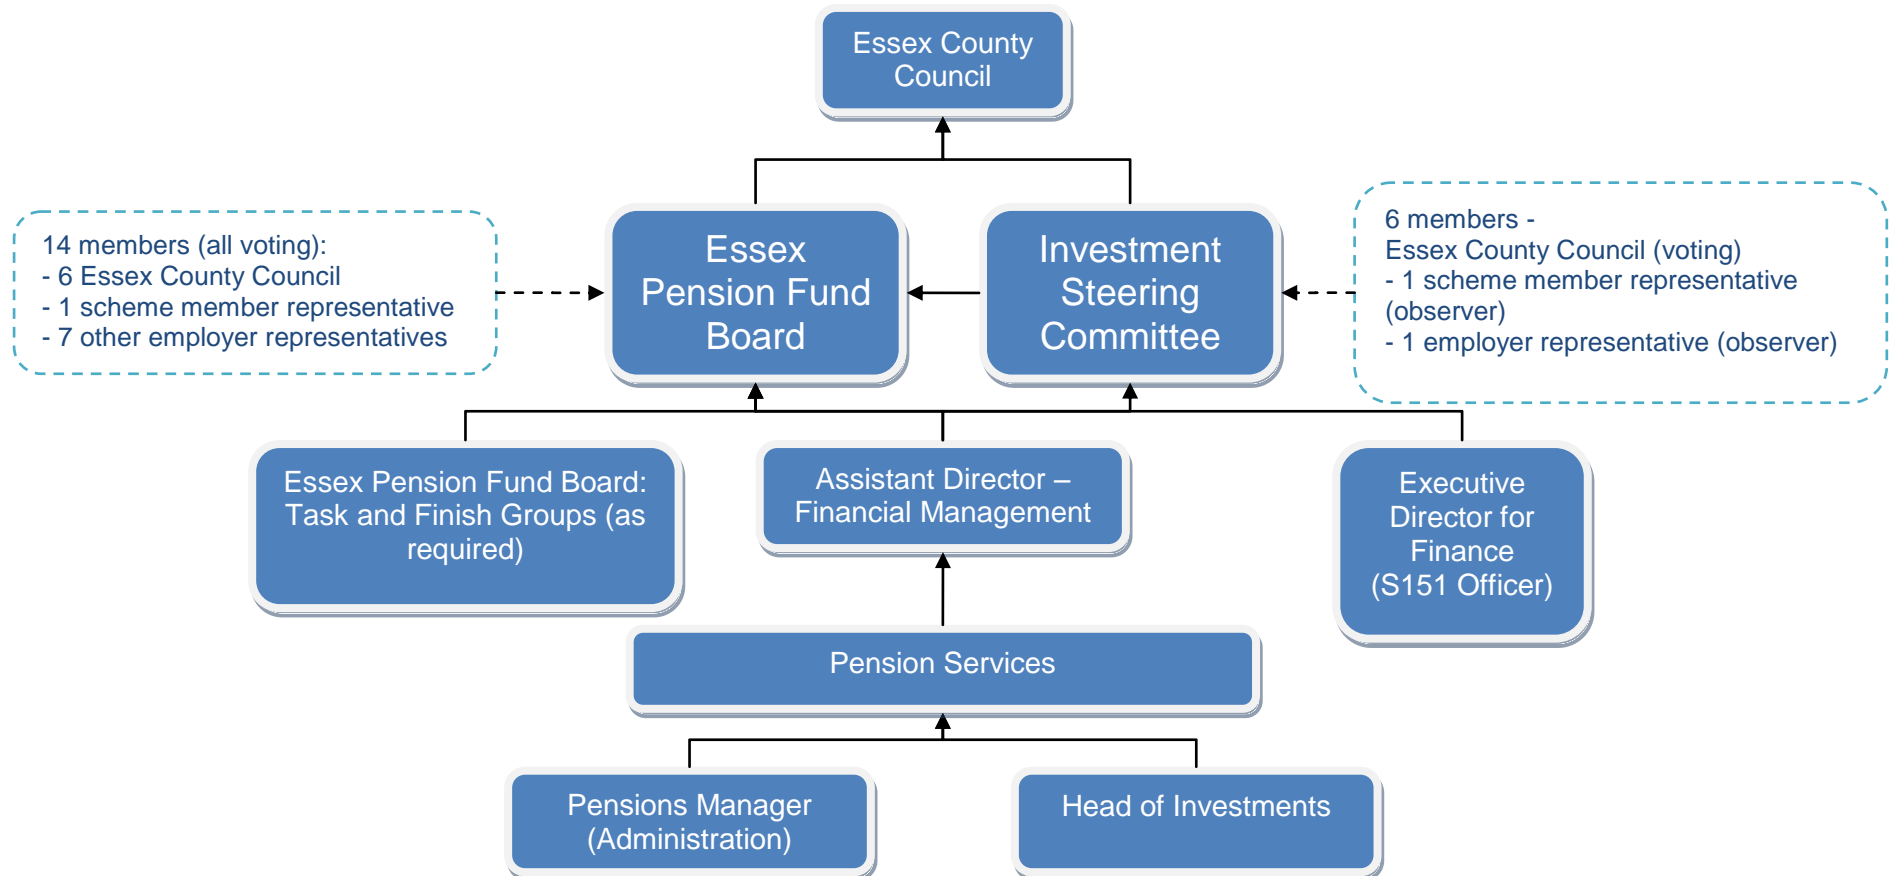 Essex County
Council
14 members (all voting):
- 6 Essex County Council
- 1 scheme member representative
- 7 other employer representatives
Essex
Pension Fund
Board
Investment
Steering
Committee
6 members -
Essex County Council (voting)
- 1 scheme member representative
(observer)
- 1 employer representative (observer)
Essex Pension Fund Board:
Task and Finish Groups (as
required)
Assistant Director –
Financial Management
Executive
Director for
Finance
(S151 Officer)
Pension Services
Pensions Manager
(Administration)
Head of Investments